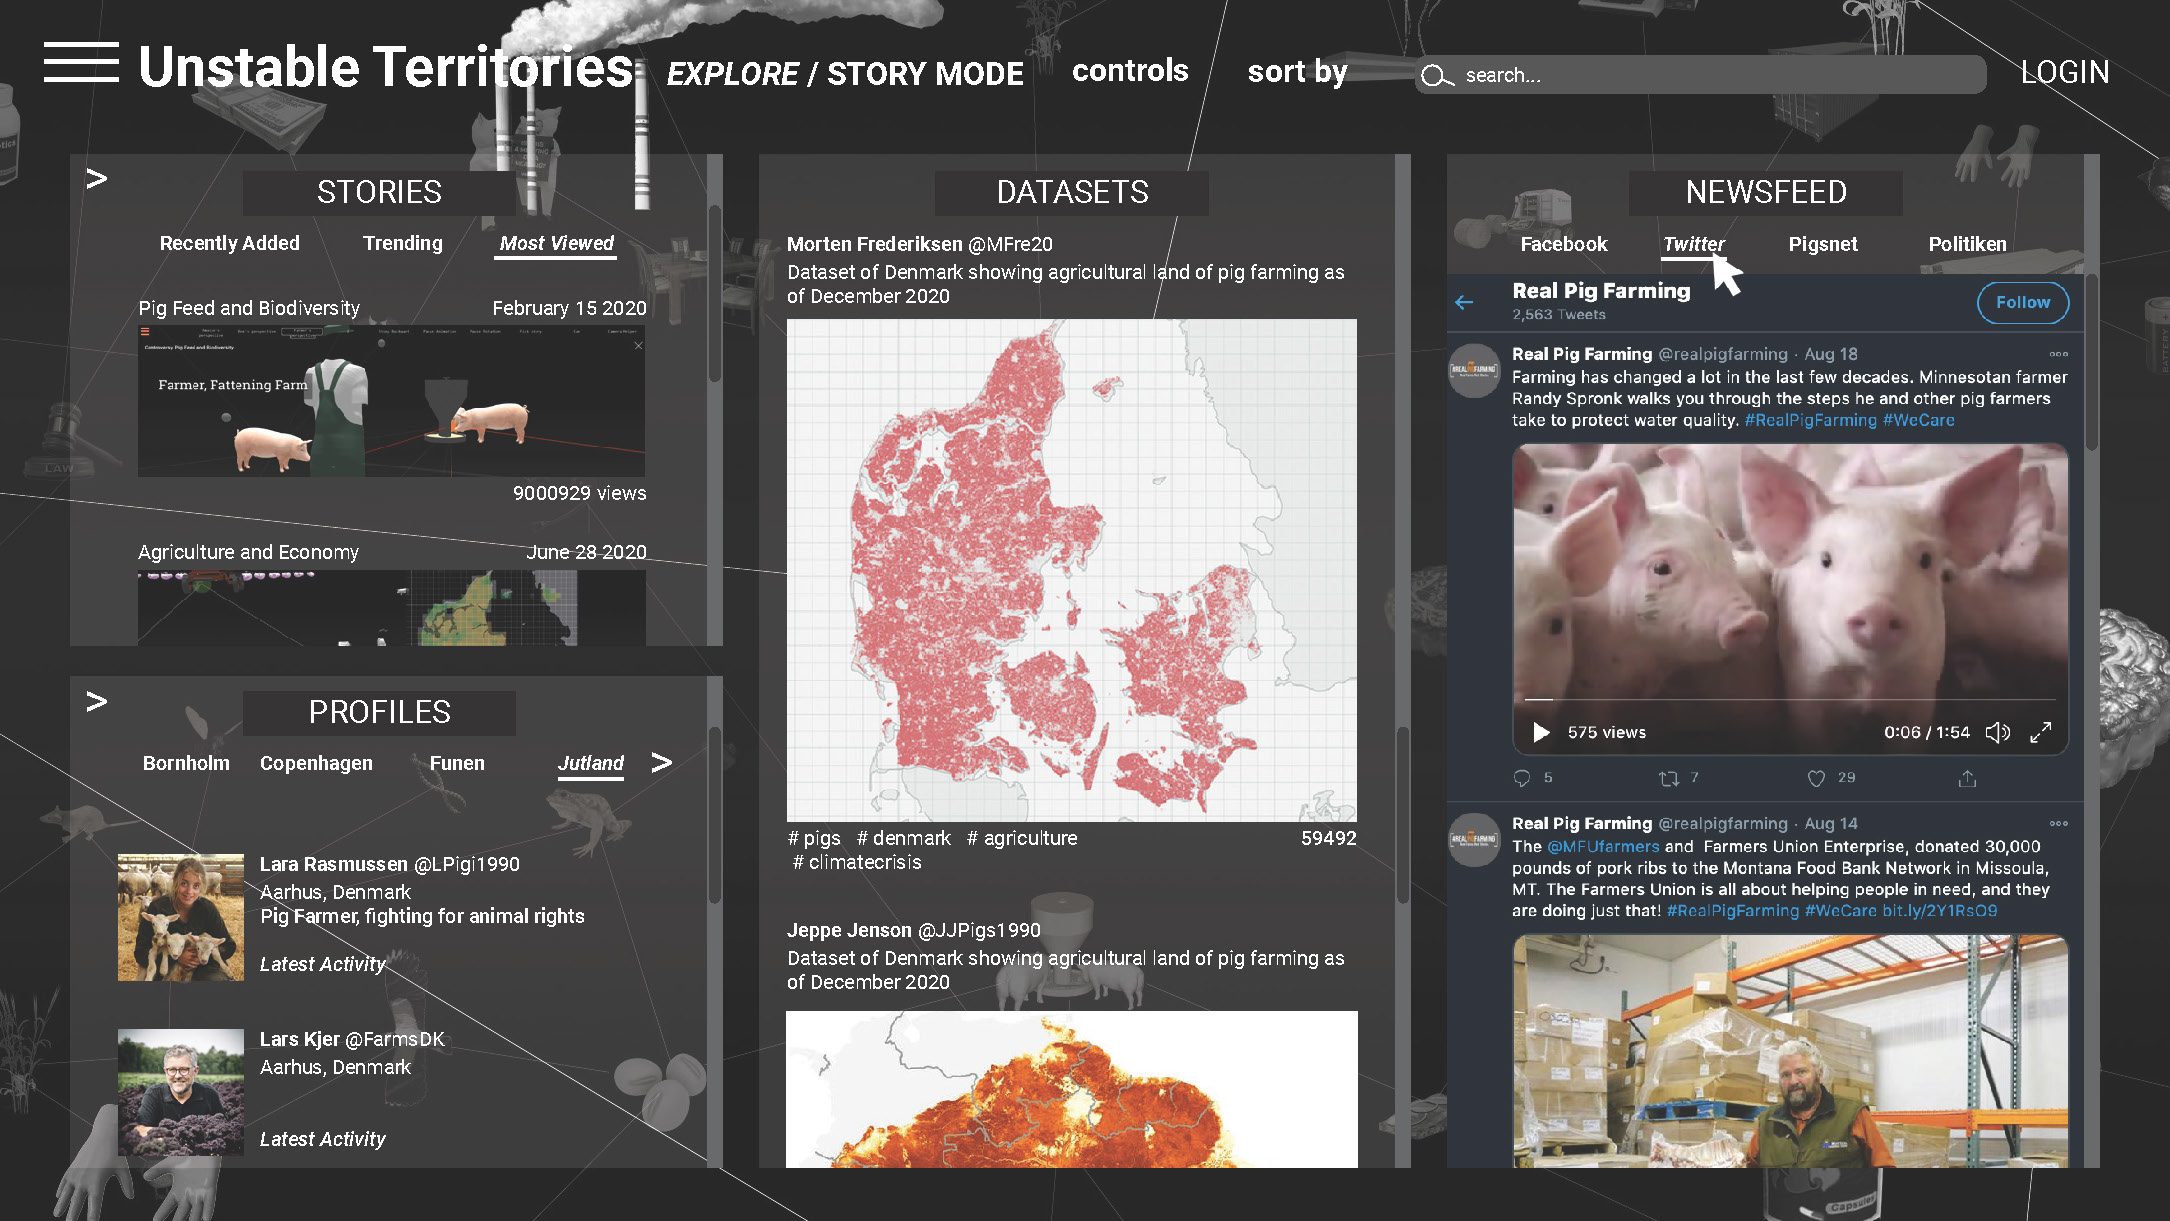 Unstable Territories
EXPLORE / STORY MODE
controls
sort by
search...
LOGIN
>
STORIES
Recently Added
Trending
Most Viewed
Pig Feed and Biodiversity
February 15 2020
Controversy Pig Feed and Biodiversity
Farmer, Fattening Farm
9000929 views
Agriculture and Economy
June 28 2020
>
PROFILES
Bornholm
Copenhagen
Funen
Jutland
>
Lara Rasmussen @LPigi1990
Aarhus, Denmark
Pig Farmer, fighting for animal rights
Latest Activity
Lars Kjer @FarmsDK
Aarhus, Denmark
Latest Activity
DATASETS
Morten Frederiksen @MFre20
Dataset of Denmark showing agricultural land of pig farming as
of December 2020
# pigs # denmark # agriculture
59492
# climatecrisis
Jeppe Jenson @JJPigs1990
Dataset of Denmark showing agricultural land of pig farming as
of December 2020
NEWSFEED
Facebook
Twitter
Pigsnet
Politiken
Real Pig Farming
2,563 Tweets
Follow
Real Pig Farming @realpigfarming · Aug 18
Farming has changed a lot in the last few decades. Minnesotan farmer
Randy Spronk walks you through the steps he and other pig farmers
take to protect water quality. #RealPigFarming #WeCare
575 views
0:06 / 1:54
5
7
29
Real Pig Farming @realpigfarming · Aug 14
The @MFUfarmers and Farmers Union Enterprise, donated 30,000
pounds of pork ribs to the Montana Food Bank Network in Missoula,
MT. The Farmers Union is all about helping people in need, and they
are doing just that! #RealPigFarming #WeCare bit.ly/2Y1RsO9
LAW
BATTERY
Capsules